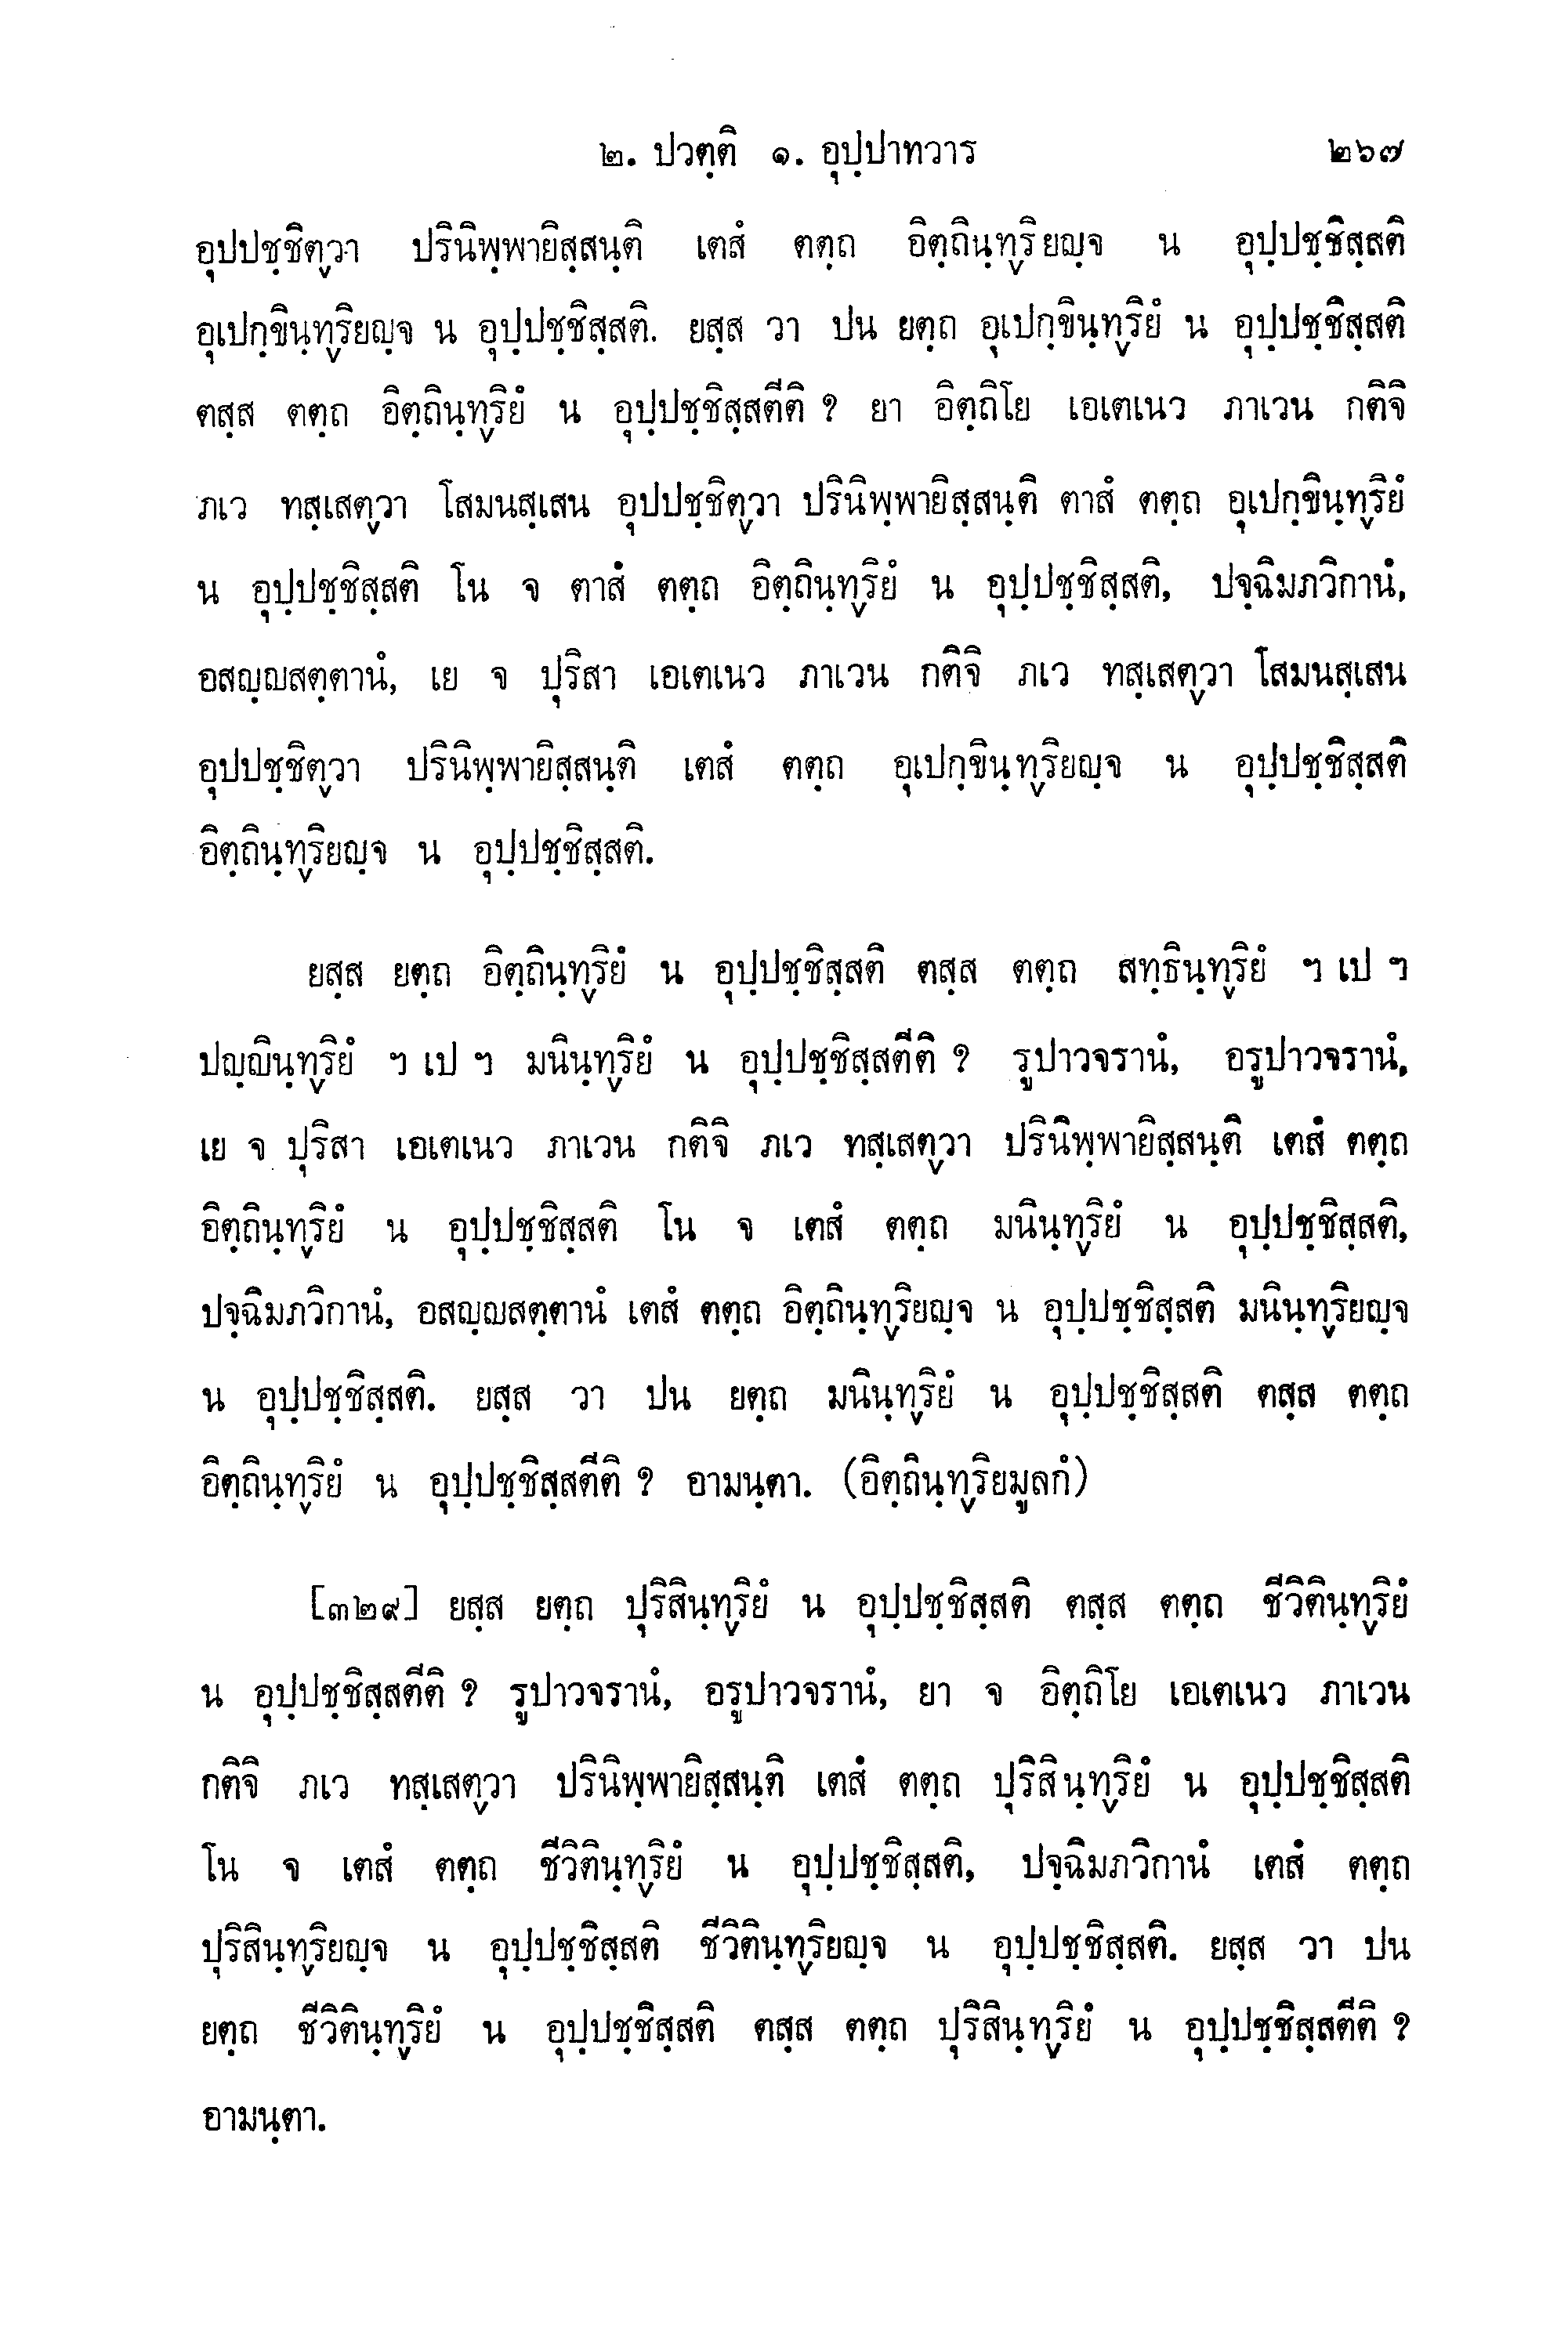 ๒. ปวตฺติ ๑. อุปฺปาทวาร ๒๖๗
อุปปชฺชิตฺวา ปรินิพฺพายิสฺสนฺติ เตสํ ตตฺถ อิตฺถินฺทฺริยญฺจ น อุปฺปชฺชิสฺสติ
อุเปกฺขินฺทฺริยญฺจ น อุปฺปชฺชิสฺสติ. ยสฺส วา ปน ยตฺถ อุเปกฺขินฺทฺริยํ น อุปฺปชฺชิสฺสติ
ตสฺส ตตฺถ อิตฺถินฺทฺริยํ น อุปฺปชฺชิสฺสตีติ ? ยา อิตฺถิโย เอเตเนว ภาเวน กติจิ
ภเว ทสฺเสตฺวา โสมนสฺเสน อุปปชฺชิตฺวา ปรินิพฺพายิสฺสนฺติ ตาสํ ตตฺถ อุเปกฺขินฺทฺริยํ
น อุปฺปชฺชิสฺสติ โน จ ตาสํ ตตฺถ อิตฺถินฺทฺริยํ น อุปฺปชฺชิสฺสติ, ปจฺฉิมภวิกานํ,
อสญฺญสตฺตานํ, เย จ ปุริสา เอเตเนว ภาเวน กติจิ ภเว ทสฺเสตฺวา โสมนสฺเสน
อุปปชฺชิตฺวา ปรินิพฺพายิสฺสนฺติ เตสํ ตตฺถ อุเปกฺขินฺทฺริยญฺจ น อุปฺปชฺชิสฺสติ
อิตฺถินฺทฺริยญฺจ น อุปฺปชฺชิสฺสติ.
ยสฺส ยตฺถ อิตฺถินฺทฺริยํ น อุปฺปชฺชิสฺสติ ตสฺส ตตฺถ สทฺธินฺทฺริยํ ฯ เป ฯ
ปญฺญินฺทฺริยํ ฯ เป ฯ มนินฺทฺริยํ น อุปฺปชฺชิสฺสตีติ ? รูปาวจรานํ, อรูปาวจรานํ,
เย จ ปุริสา เอเตเนว ภาเวน กติจิ ภเว ทสฺเสตฺวา ปรินิพฺพายิสฺสนฺติ เตสํ ตตฺถ
อิตฺถินฺทฺริยํ น อุปฺปชฺชิสฺสติ โน จ เตสํ ตตฺถ มนินฺทฺริยํ น อุปฺปชฺชิสฺสติ,
ปจฺฉิมภวิกานํ, อสญฺญสตฺตานํ เตสํ ตตฺถ อิตฺถินฺทฺริยญฺจ น อุปฺปชฺชิสฺสติ มนินฺทฺริยญฺจ
น อุปฺปชฺชิสฺสติ. ยสฺส วา ปน ยตฺถ มนินฺทฺริยํ น อุปฺปชฺชิสฺสติ ตสฺส ตตฺถ
อิตฺถินฺทฺริยํ น อุปฺปชฺชิสฺสตีติ ? อามนฺตา. (อิตฺถินฺทฺริยมูลกํ)
[๓๒๙] ยสฺส ยตฺถ ปุริสินฺทฺริยํ น อุปฺปชฺชิสฺสติ ตสฺส ตตฺถ ชีวิตินฺทฺริยํ
น อุปฺปชฺชิสฺสตีติ ? รูปาวจรานํ, อรูปาวจรานํ, ยา จ อิตฺถิโย เอเตเนว ภาเวน
กติจิ ภเว ทสฺเสตฺวา ปรินิพฺพายิสฺสนฺติ เตสํ ตตฺถ ปุริสินฺทฺริยํ น อุปฺปชฺชิสฺสติ
โน จ เตสํ ตตฺถ ชีวิตินฺทฺริยํ น อุปฺปชฺชิสฺสติ, ปจฺฉิมภวิกานํ เตสํ ตตฺถ
ปุริสินฺทฺริยญฺจ น อุปฺปชฺชิสฺสติ ชีวิตินฺทฺริยญฺจ น อุปฺปชฺชิสฺสติ. ยสฺส วา ปน
ยตฺถ ชีวิตินฺทฺริยํ น อุปฺปชฺชิสฺสติ ตสฺส ตตฺถ ปุริสินฺทฺริยํ น อุปฺปชฺชิสฺสตีติ ?
อามนฺตา.